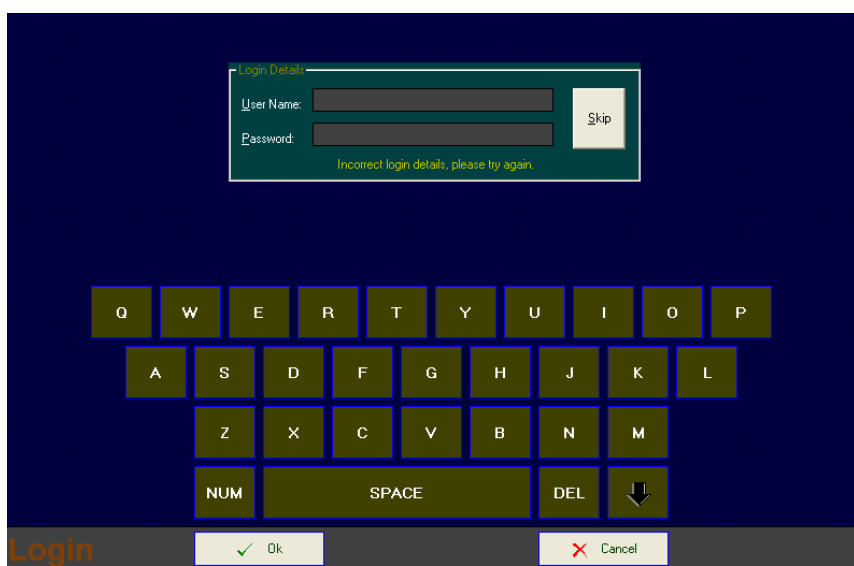 Login Details
User Name:
Skip
Password:
Incorrect login details, please try again.
Q W E R T Y U I O P
A S D F G H J K L
Z X C V B N M
NUM SPACE DEL
Login Ok Cancel